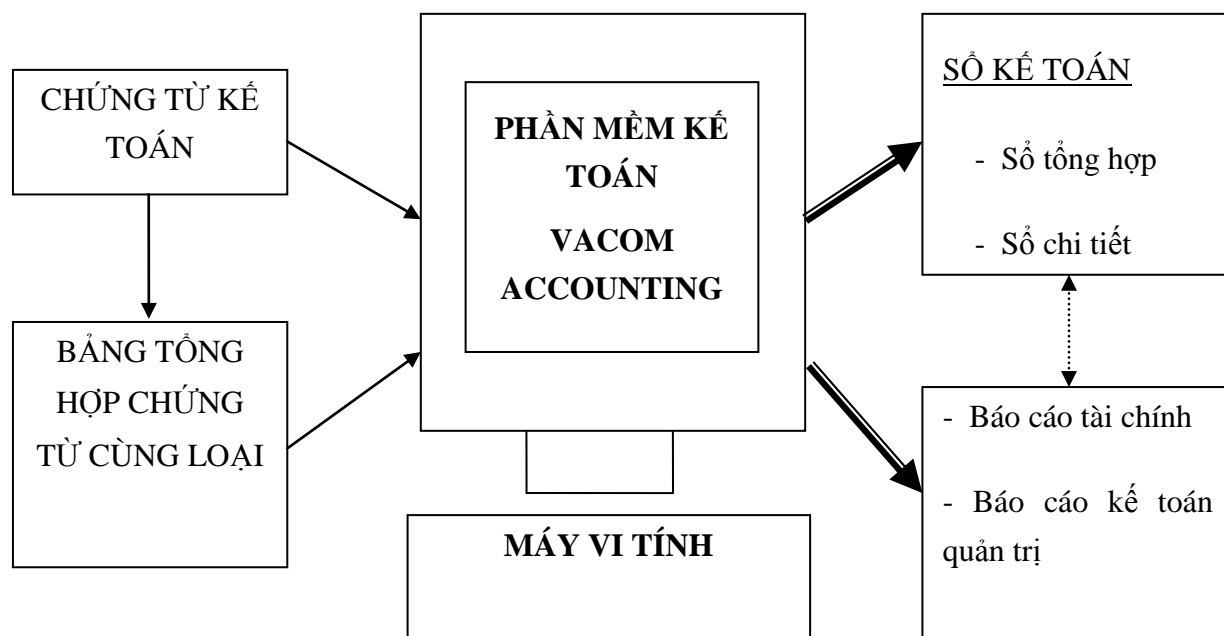 CHỨNG TỪ KẾ
TOÁN
BẢNG TỔNG
HỢP CHỨNG
TỪ CÙNG LOẠI
PHẦN MỀM KẾ
TOÁN
VACOM
ACCOUNTING
MÁY VI TÍNH
SỔ KẾ TOÁN
- Sổ tổng hợp
- Sổ chi tiết
- Báo cáo tài chính
- Báo cáo kế toán
quản trị